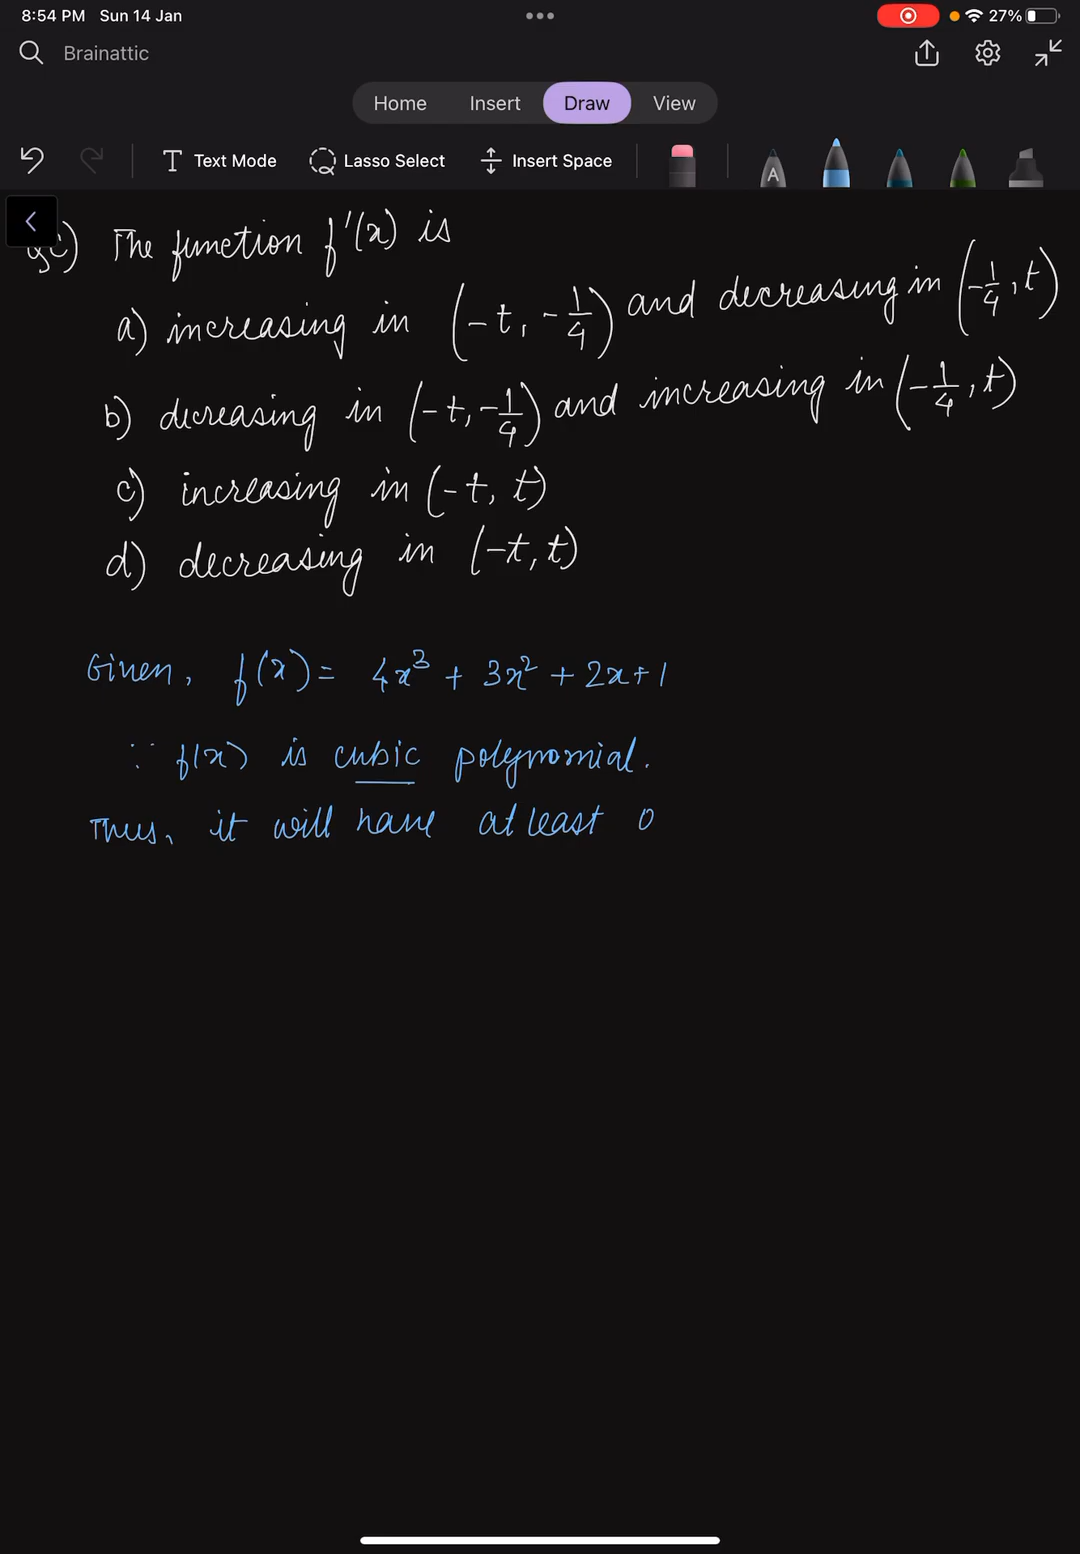 8:54 PM Sun 14 Jan 27%
Brainattic
Home Insert Draw View
T Text Mode Lasso Select Insert Space A
The function f'(x) is
a) increasing in (-t, -1/4) and decreasing in (-1/4, t)
b) decreasing in (-t, -1/4) and increasing in (-1/4, t)
c) increasing in (-t, t)
d) decreasing in (-t, t)
Given, f(x) = 4x³ + 3x² + 2x + 1
∵ f(x) is cubic polynomial.
Thus, it will have at least o